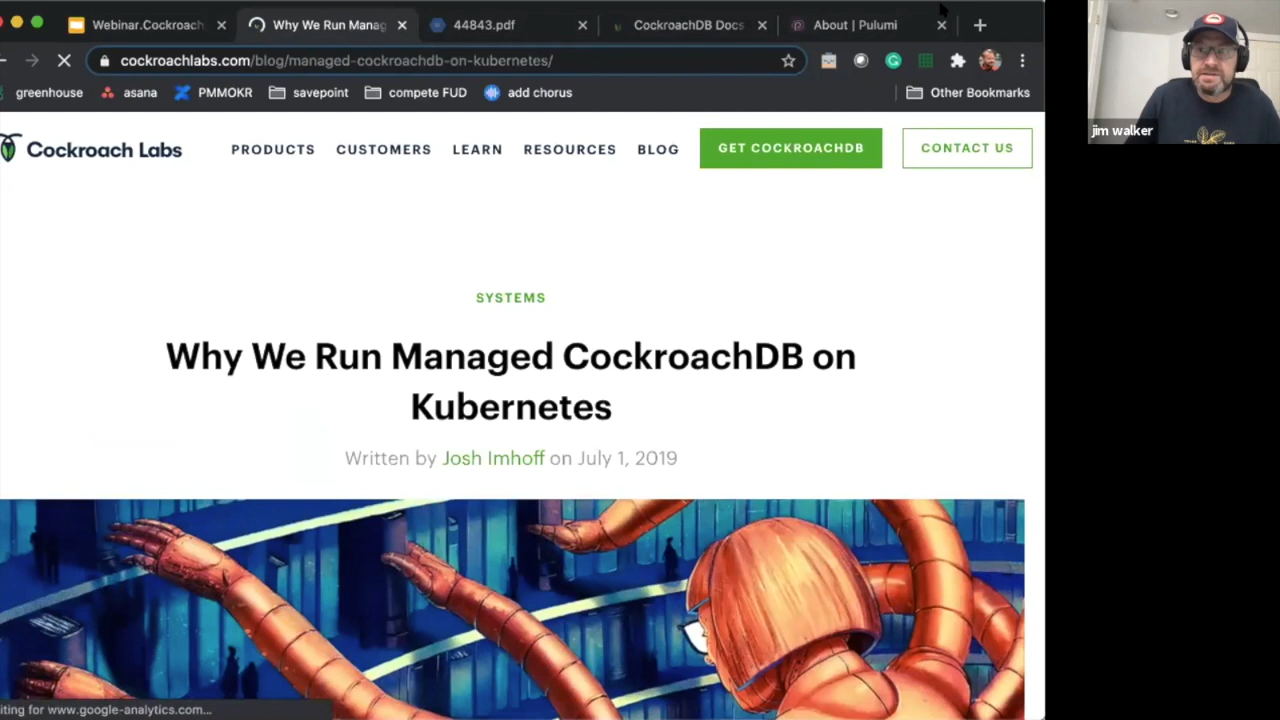 Webinar.Cockroach
Why We Run Manag
44843.pdf
CockroachDB Docs
About | Pulumi
cockroachlabs.com/blog/managed-cockroachdb-on-kubernetes/
greenhouse
asana
PMMOKR
savepoint
compete FUD
add chorus
Other Bookmarks
Cockroach Labs
PRODUCTS
CUSTOMERS
LEARN
RESOURCES
BLOG
GET COCKROACHDB
CONTACT US
SYSTEMS
Why We Run Managed CockroachDB on
Kubernetes
Written by Josh Imhoff on July 1, 2019
iting for www.google-analytics.com...
jim walker